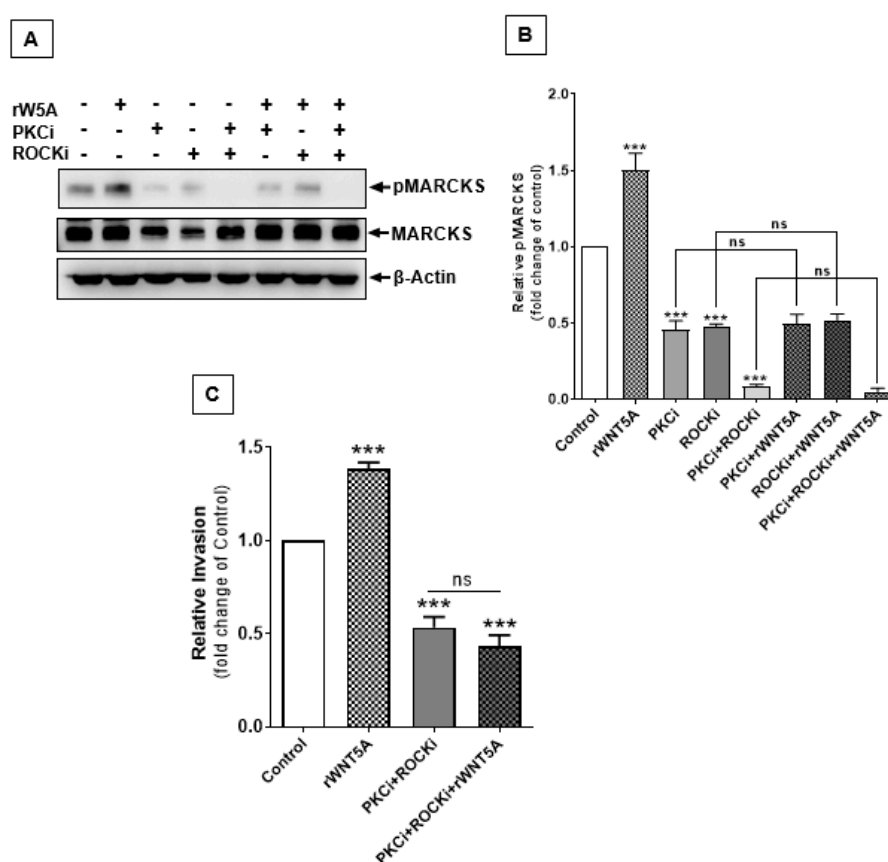 A
rW5A - + - - - + + +
PKCi - - + - + + - +
ROCKi - - - + + - + +
pMARCKS
MARCKS
β-Actin
B
Relative pMARCKS
(fold change of control)
2.0
1.5
1.0
0.5
0.0
***
***
***
***
ns
ns
ns
Control
rWNT5A
PKCi
ROCKi
PKCi+ROCKi
PKCi+rWNT5A
ROCKi+rWNT5A
PKCi+ROCKi+rWNT5A
C
Relative Invasion
(fold change of Control)
1.5
1.0
0.5
0.0
***
***
ns
***
Control
rWNT5A
PKCi+ROCKi
PKCi+ROCKi+rWNT5A